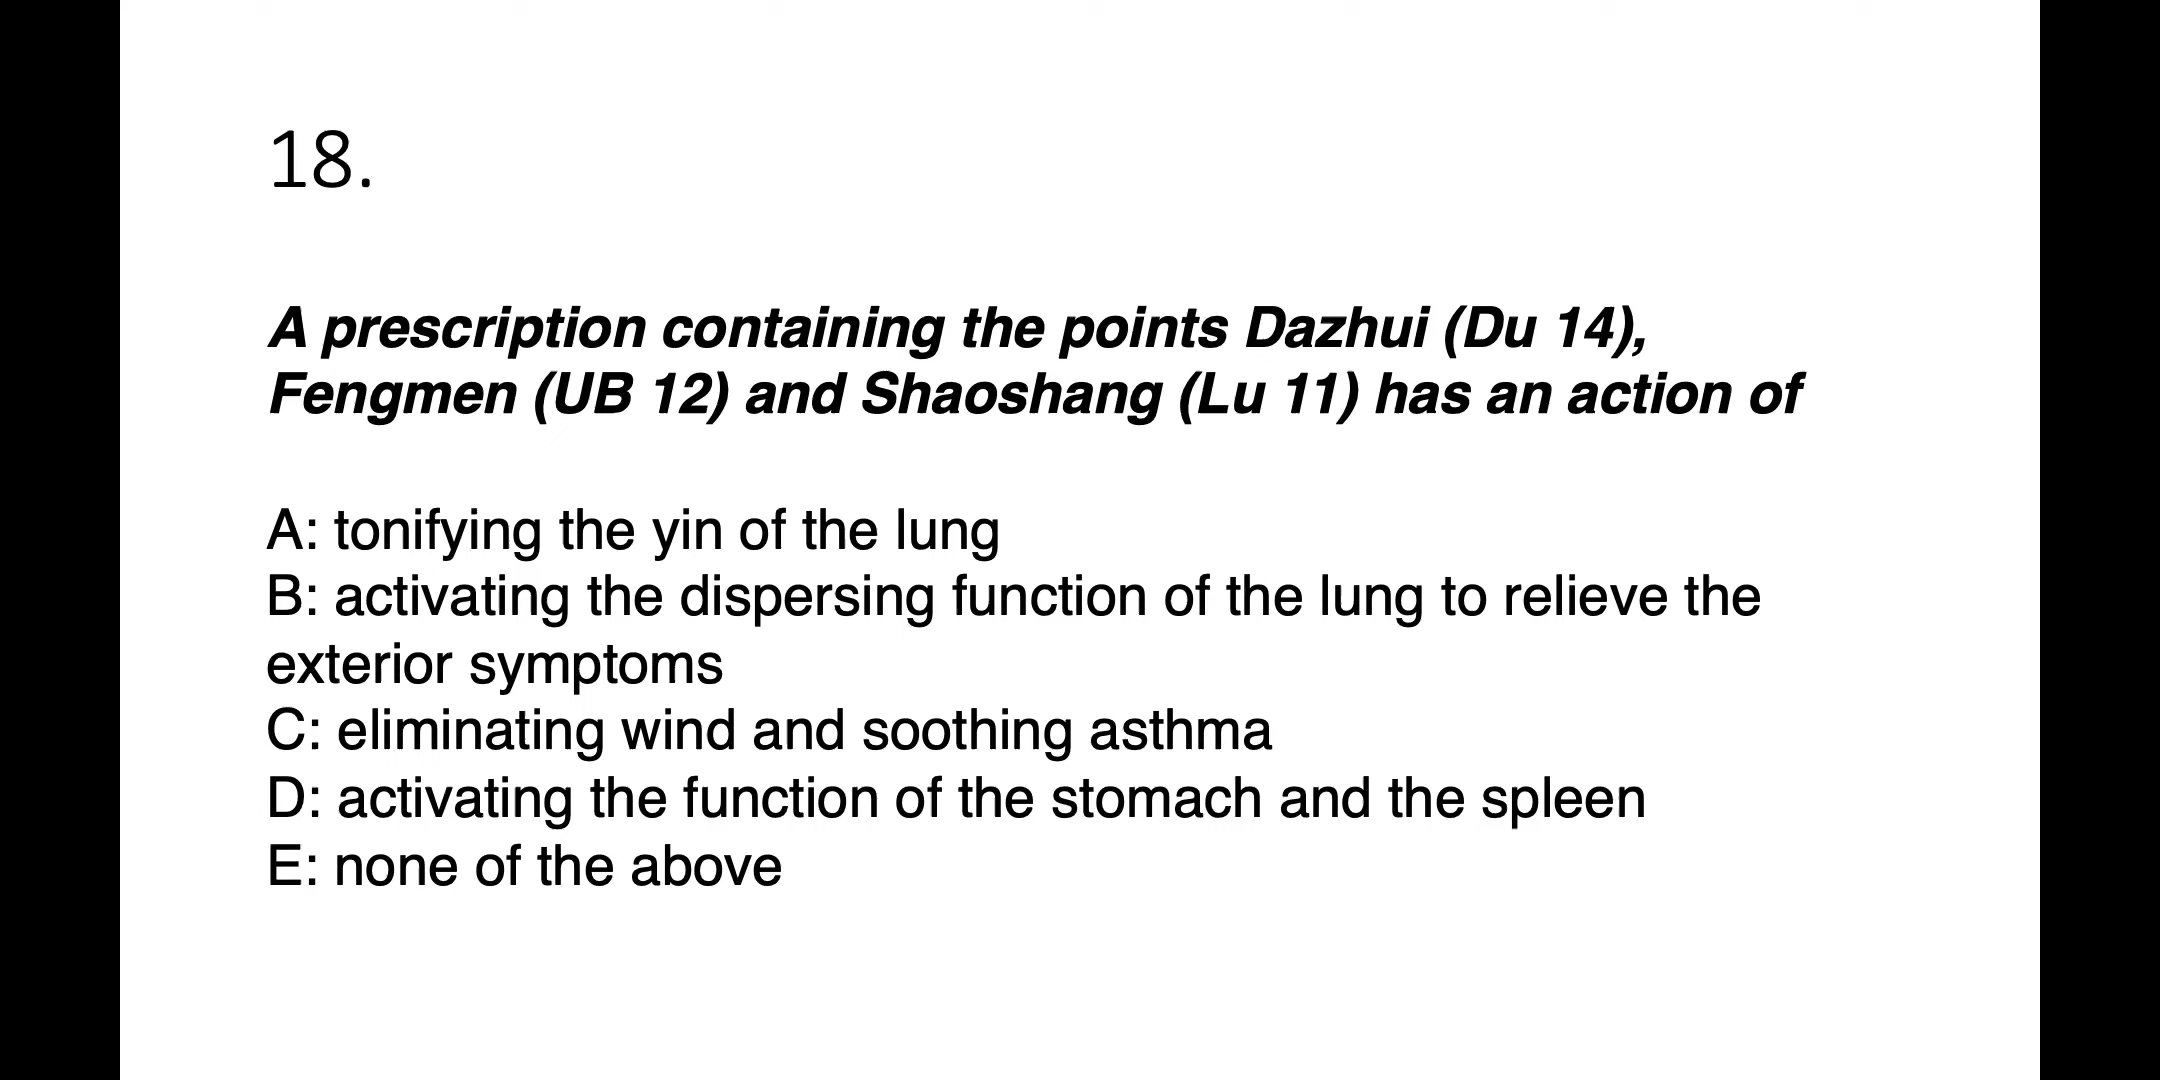 18.
A prescription containing the points Dazhui (Du 14),
Fengmen (UB 12) and Shaoshang (Lu 11) has an action of
A: tonifying the yin of the lung
B: activating the dispersing function of the lung to relieve the
exterior symptoms
C: eliminating wind and soothing asthma
D: activating the function of the stomach and the spleen
E: none of the above